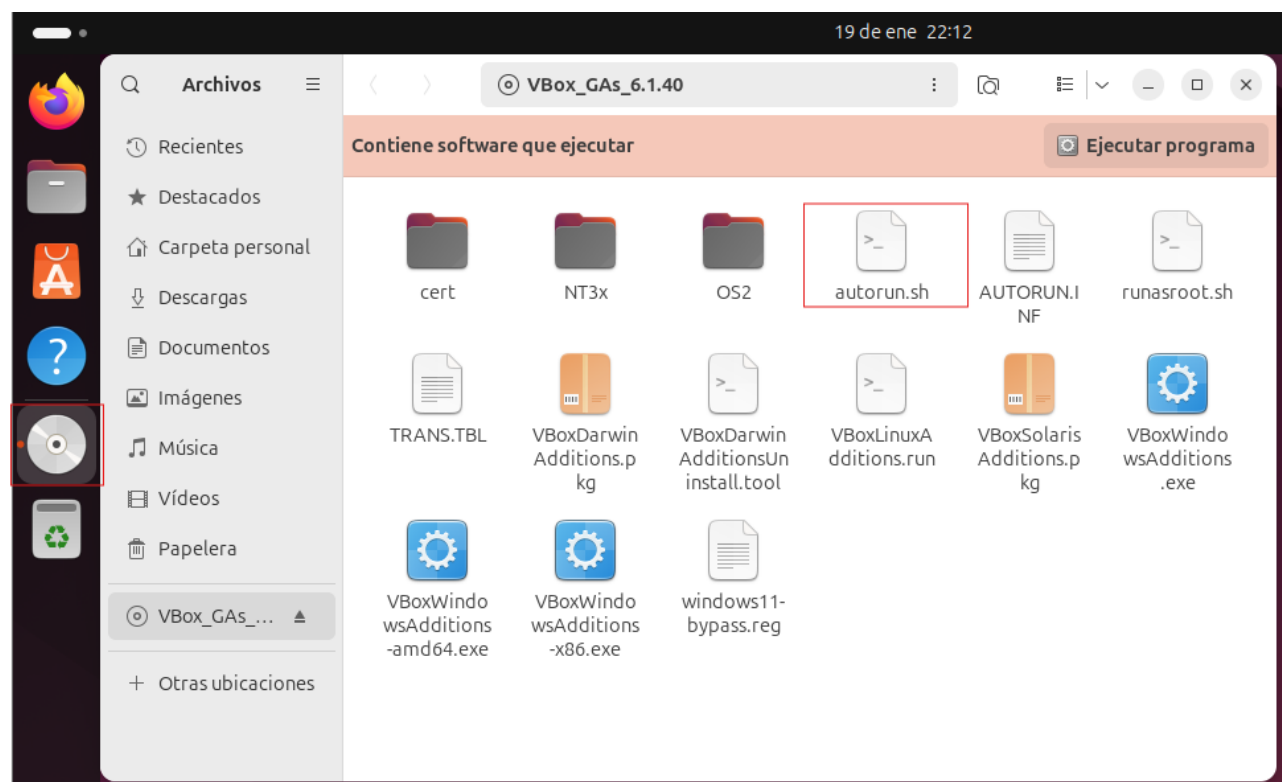 19 de ene 22:12
Archivos
VBox_GAs_6.1.40
Recientes
Destacados
Carpeta personal
Descargas
Documentos
Imágenes
Música
Vídeos
Papelera
VBox_GAs_...
+ Otras ubicaciones
Contiene software que ejecutar
Ejecutar programa
cert
NT3x
OS2
>_
autorun.sh
AUTORUN.I
NF
>_
runasroot.sh
TRANS.TBL
VBoxDarwin
Additions.p
kg
>_
VBoxDarwin
AdditionsUn
install.tool
>_
VBoxLinuxA
dditions.run
VBoxSolaris
Additions.p
kg
VBoxWindo
wsAdditions
.exe
VBoxWindo
wsAdditions
-amd64.exe
VBoxWindo
wsAdditions
-x86.exe
windows11-
bypass.reg